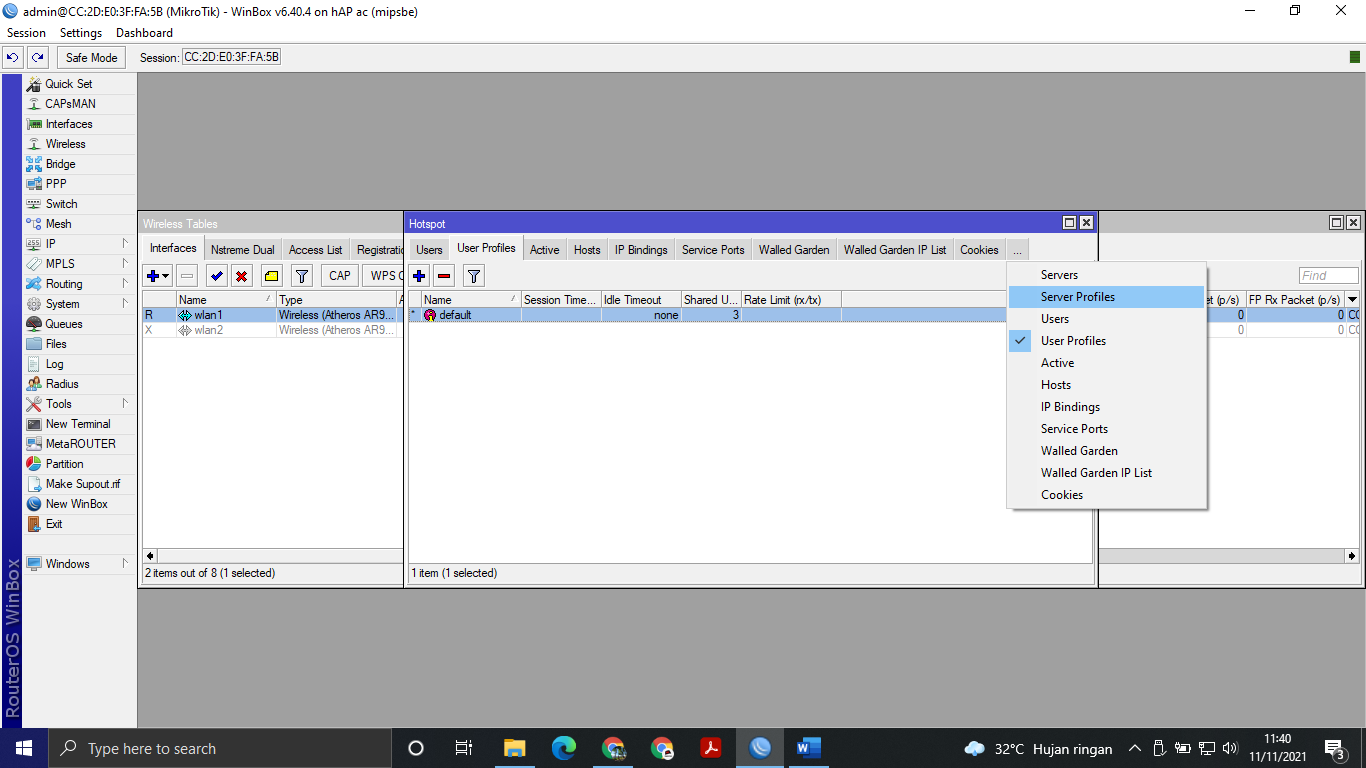 admin@CC:2D:E0:3F:FA:5B (MikroTik) - WinBox v6.40.4 on hAP ac (mipsbe)
Session Settings Dashboard
Safe Mode Session: CC:2D:E0:3F:FA:5B
Quick Set
CAPsMAN
Interfaces
Wireless
Bridge
PPP
Switch
Mesh
IP
MPLS
Routing
System
Queues
Files
Log
Radius
Tools
New Terminal
MetaROUTER
Partition
Make Supout.rif
New WinBox
Exit
Windows
RouterOS WinBox
Wireless Tables
Interfaces Nstreme Dual Access List Registratio
CAP WPS C
Name Type A
R wlan1 Wireless (Atheros AR9...
X wlan2 Wireless (Atheros AR9...
2 items out of 8 (1 selected)
Hotspot
Users User Profiles Active Hosts IP Bindings Service Ports Walled Garden Walled Garden IP List Cookies ...
Name Session Time... Idle Timeout Shared U... Rate Limit (rx/tx)
* default none 3
1 item (1 selected)
Servers
Server Profiles
Users
User Profiles
Active
Hosts
IP Bindings
Service Ports
Walled Garden
Walled Garden IP List
Cookies
Find
et (p/s) FP Rx Packet (p/s)
0 0 CC
0 0 CC
Type here to search
32°C Hujan ringan
11:40
11/11/2021
3